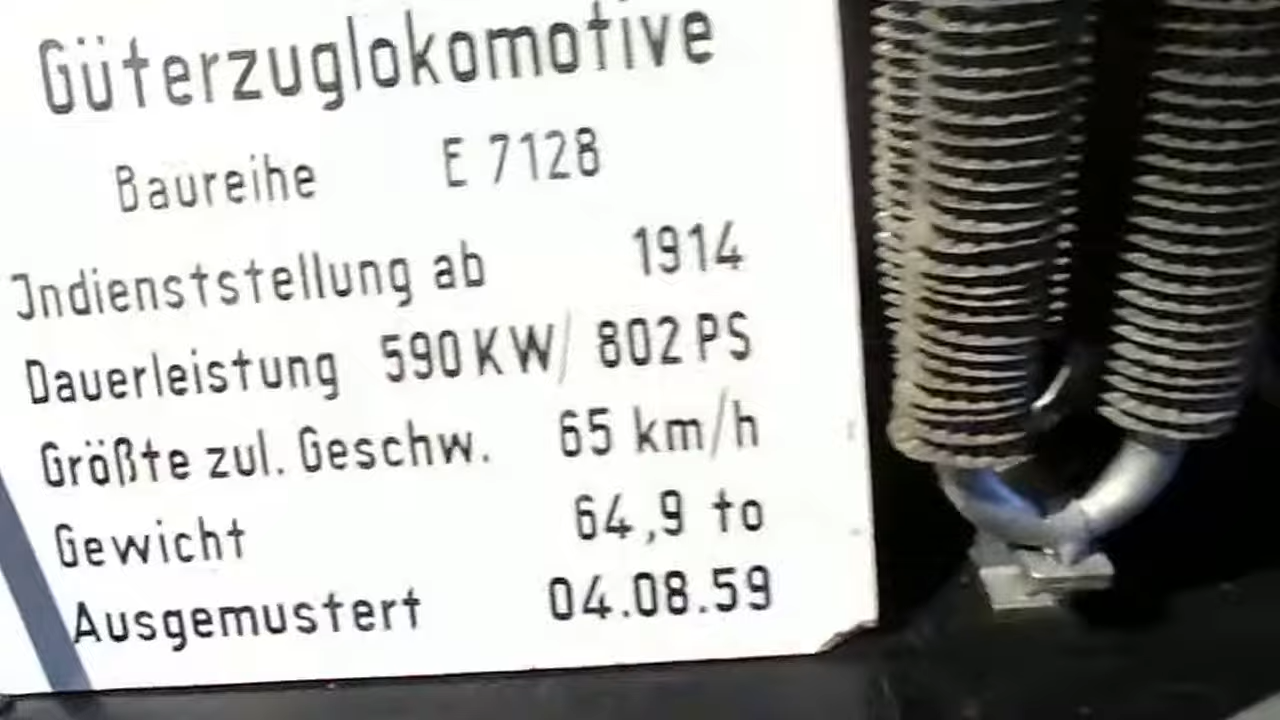 Güterzuglokomotive
Baureihe E 7128
Jndienststellung ab 1914
Dauerleistung 590 KW/ 802 PS
Größte zul. Geschw. 65 km/h
Gewicht 64,9 to
Ausgemustert 04.08.59